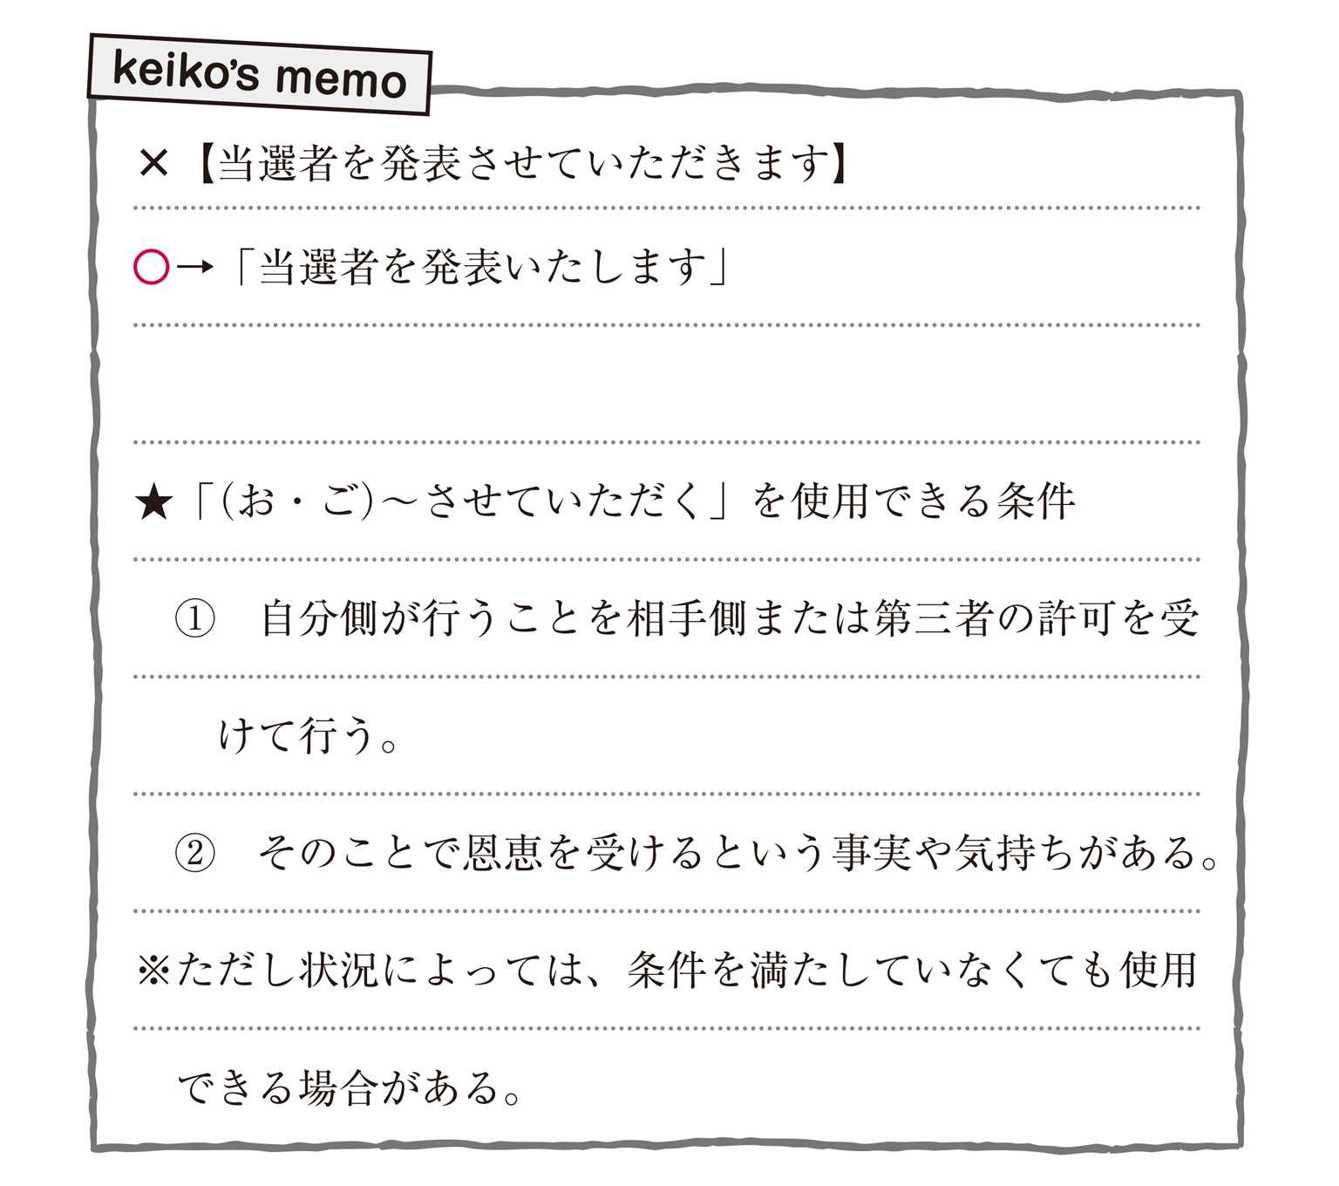 keiko's memo
×【当選者を発表させていただきます】
○→「当選者を発表いたします」
★「(お・ご)～させていただく」を使用できる条件
① 自分側が行うことを相手側または第三者の許可を受
けて行う。
② そのことで恩恵を受けるという事実や気持ちがある。
※ただし状況によっては、条件を満たしていなくても使用
できる場合がある。